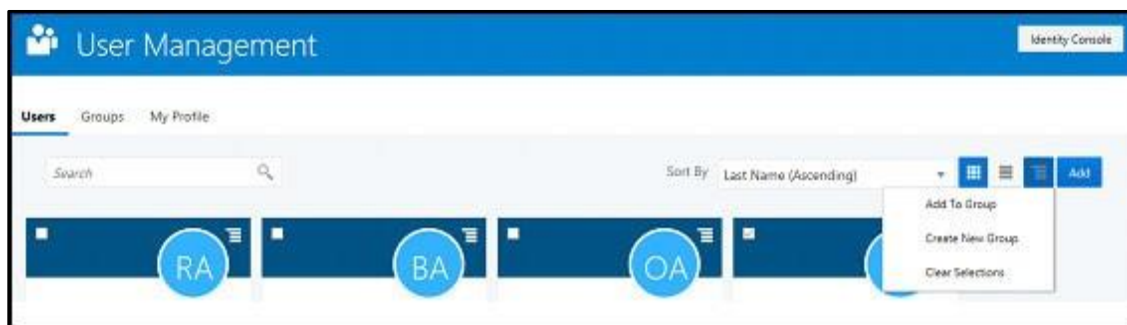 User Management
Identity Console
Users Groups My Profile
Search
Sort By Last Name (Ascending)
Add
Add To Group
Create New Group
Clear Selections
RA
BA
OA